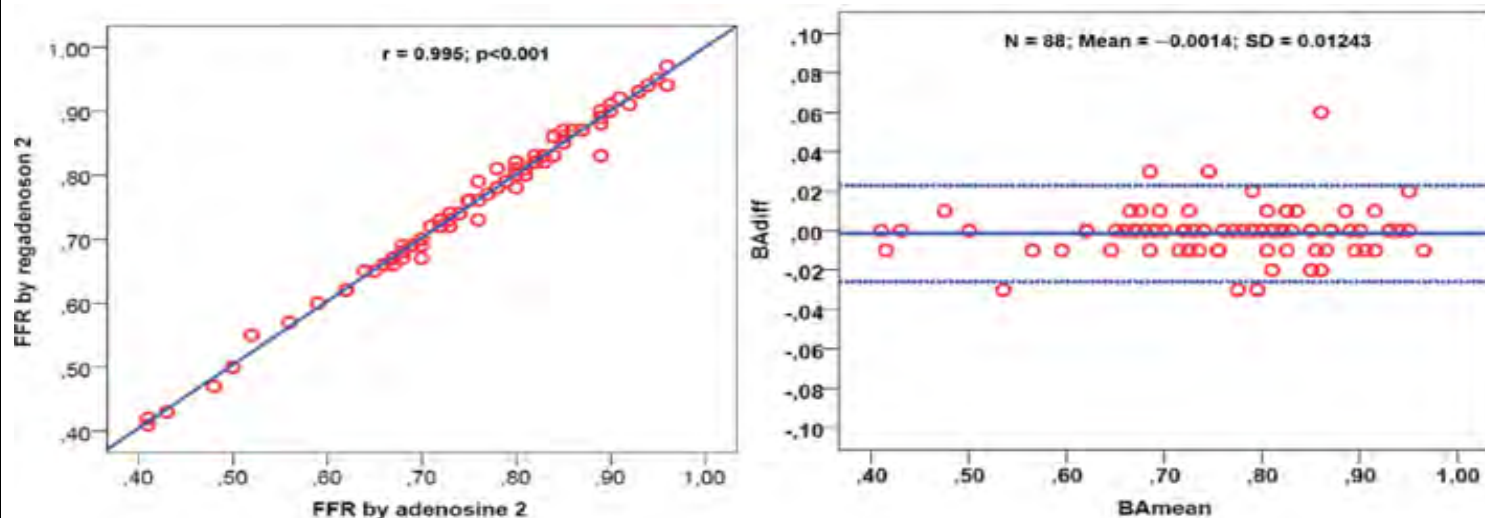 r = 0.995; p<0.001
1.00
.90
.80
.70
.60
.50
.40
FFR by regadenoson 2
.40 .50 .60 .70 .80 .90 1.00
FFR by adenosine 2
N = 88; Mean = –0.0014; SD = 0.01243
.10
.08
.06
.04
.02
.00
-.02
-.04
-.06
-.08
-.10
BAdiff
.40 .50 .60 .70 .80 .90 1.00
BAmean